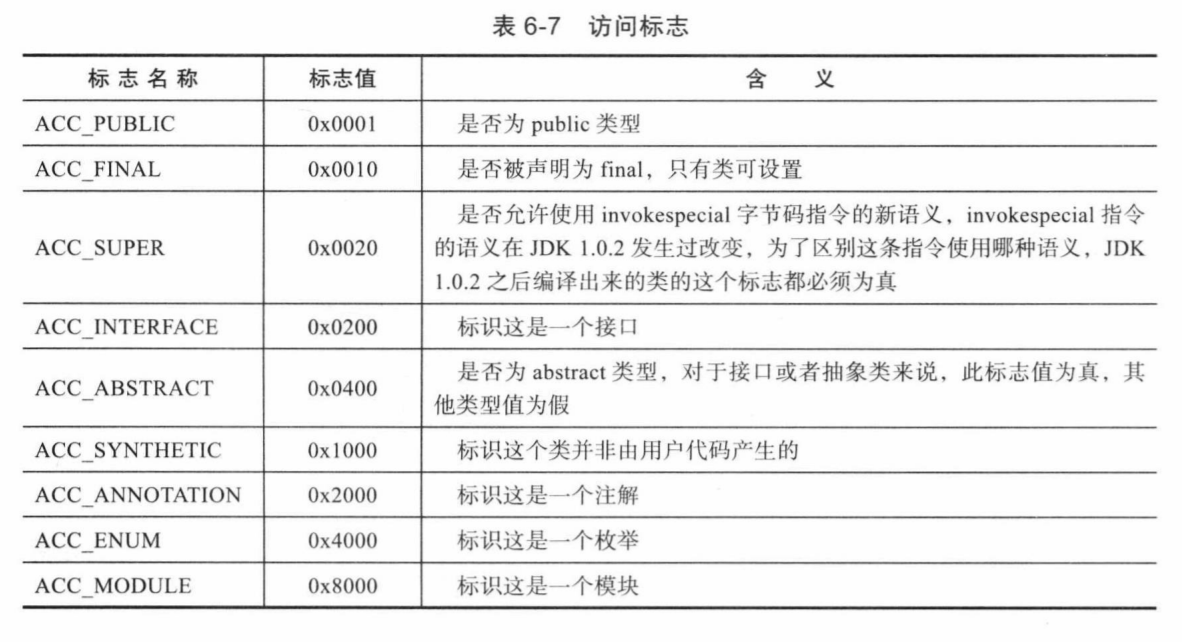 表 6-7 访问标志
标 志 名 称 标志值 含 义
ACC_PUBLIC 0x0001 是否为 public 类型
ACC_FINAL 0x0010 是否被声明为 final，只有类可设置
ACC_SUPER 0x0020 是否允许使用 invokespecial 字节码指令的新语义，invokespecial 指令
的语义在 JDK 1.0.2 发生过改变，为了区别这条指令使用哪种语义，JDK
1.0.2 之后编译出来的类的这个标志都必须为真
ACC_INTERFACE 0x0200 标识这是一个接口
ACC_ABSTRACT 0x0400 是否为 abstract 类型，对于接口或者抽象类来说，此标志值为真，其
他类型值为假
ACC_SYNTHETIC 0x1000 标识这个类并非由用户代码产生的
ACC_ANNOTATION 0x2000 标识这是一个注解
ACC_ENUM 0x4000 标识这是一个枚举
ACC_MODULE 0x8000 标识这是一个模块